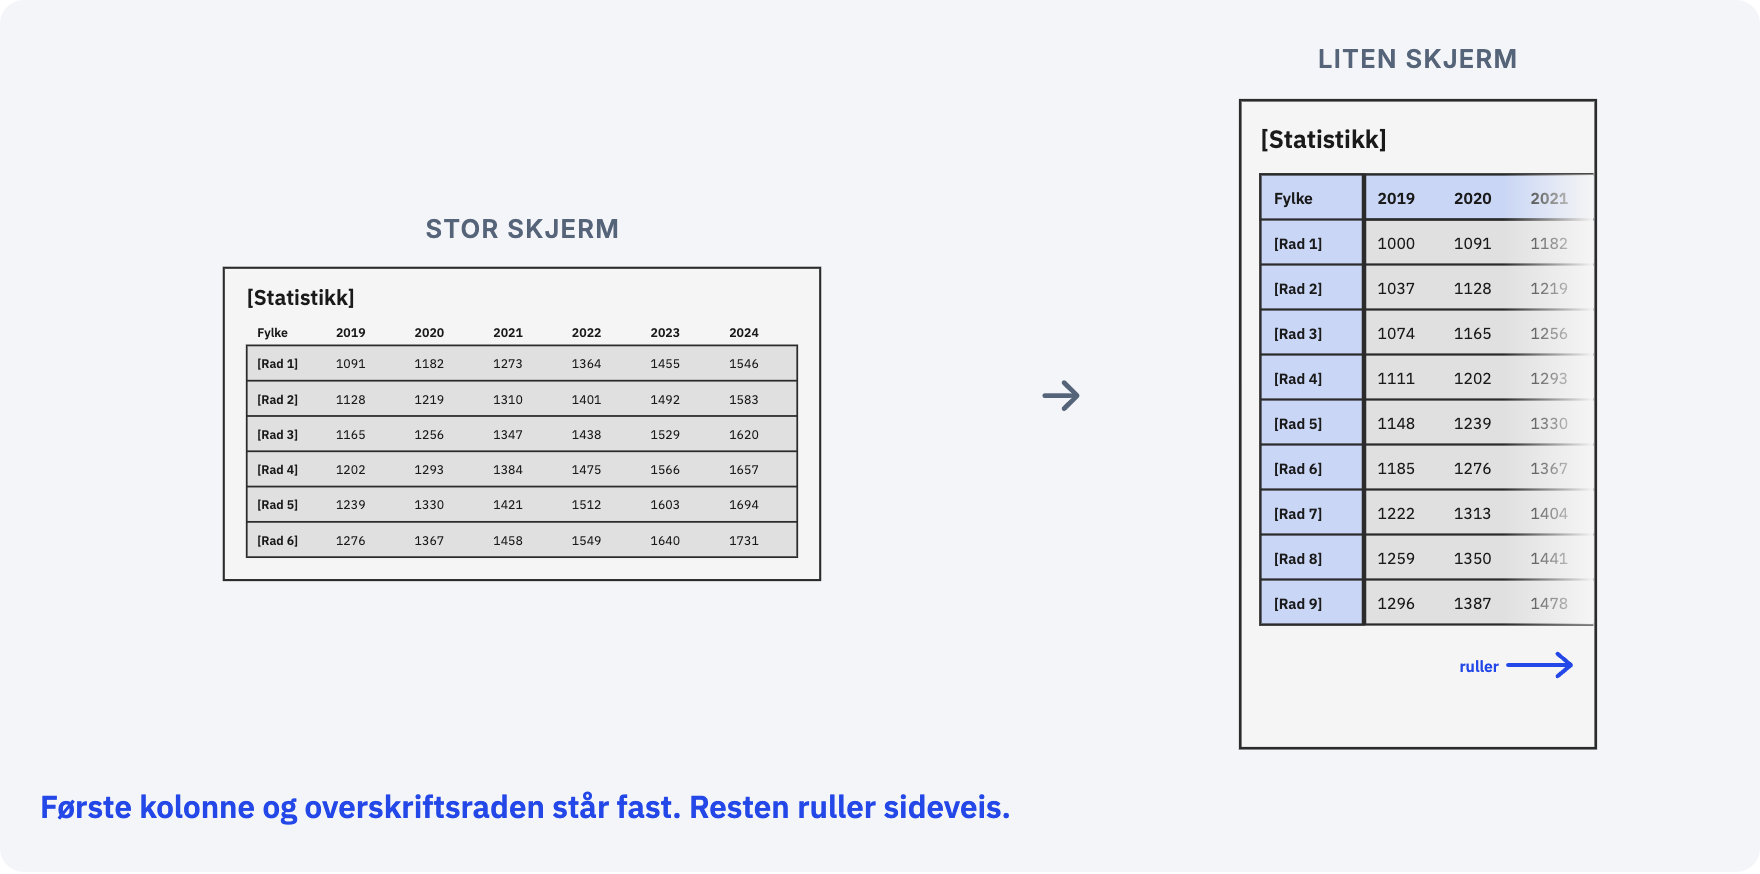 STOR SKJERM
[Statistikk]
Fylke 2019 2020 2021 2022 2023 2024
[Rad 1] 1091 1182 1273 1364 1455 1546
[Rad 2] 1128 1219 1310 1401 1492 1583
[Rad 3] 1165 1256 1347 1438 1529 1620
[Rad 4] 1202 1293 1384 1475 1566 1657
[Rad 5] 1239 1330 1421 1512 1603 1694
[Rad 6] 1276 1367 1458 1549 1640 1731
LITEN SKJERM
[Statistikk]
Fylke 2019 2020 2021
[Rad 1] 1000 1091 1182
[Rad 2] 1037 1128 1219
[Rad 3] 1074 1165 1256
[Rad 4] 1111 1202 1293
[Rad 5] 1148 1239 1330
[Rad 6] 1185 1276 1367
[Rad 7] 1222 1313 1404
[Rad 8] 1259 1350 1441
[Rad 9] 1296 1387 1478
ruller
Første kolonne og overskriftsraden står fast. Resten ruller sideveis.